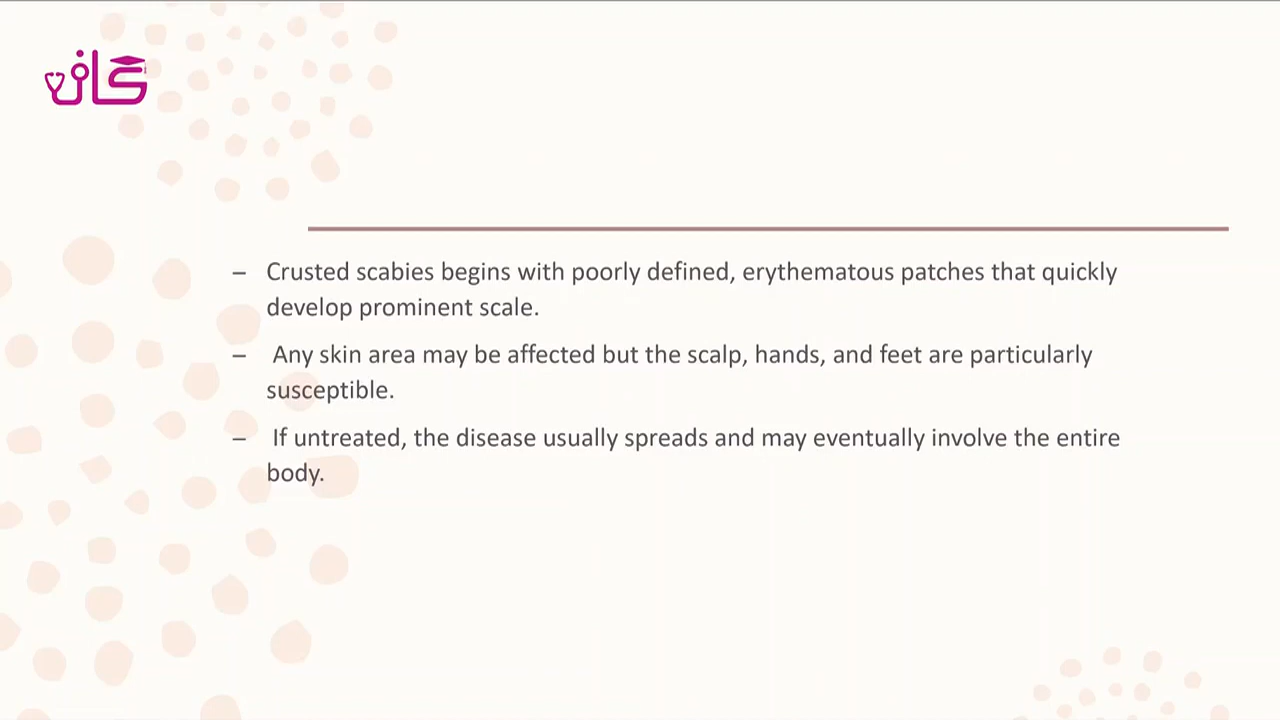 كان
– Crusted scabies begins with poorly defined, erythematous patches that quickly
develop prominent scale.
– Any skin area may be affected but the scalp, hands, and feet are particularly
susceptible.
– If untreated, the disease usually spreads and may eventually involve the entire
body.